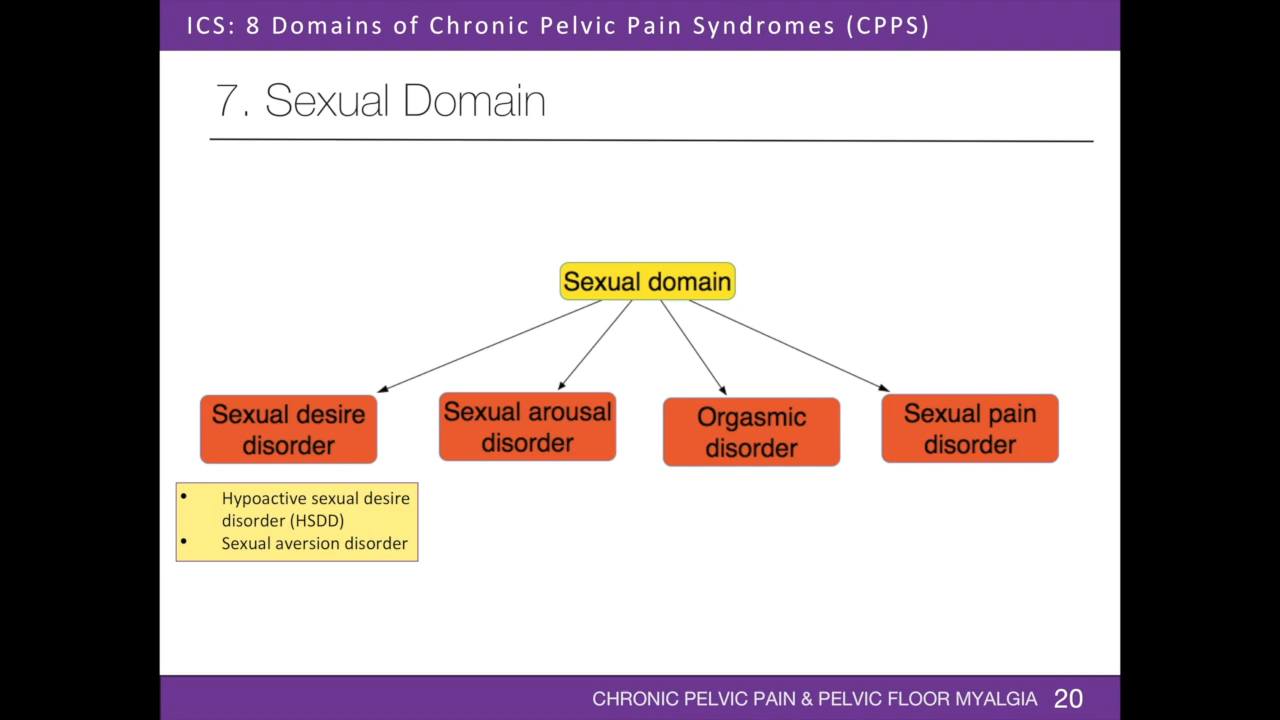 ICS: 8 Domains of Chronic Pelvic Pain Syndromes (CPPS)
7. Sexual Domain
Sexual domain
Sexual desire
disorder
Sexual arousal
disorder
Orgasmic
disorder
Sexual pain
disorder
• Hypoactive sexual desire
disorder (HSDD)
• Sexual aversion disorder
CHRONIC PELVIC PAIN & PELVIC FLOOR MYALGIA 20